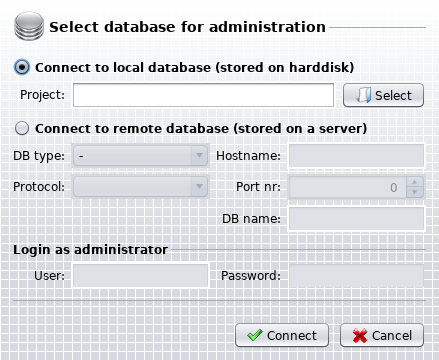 Select database for administration
Connect to local database (stored on harddisk)
Project: Select
Connect to remote database (stored on a server)
DB type: - Hostname:
Protocol: Port nr: 0
DB name:
Login as administrator
User: Password:
Connect Cancel